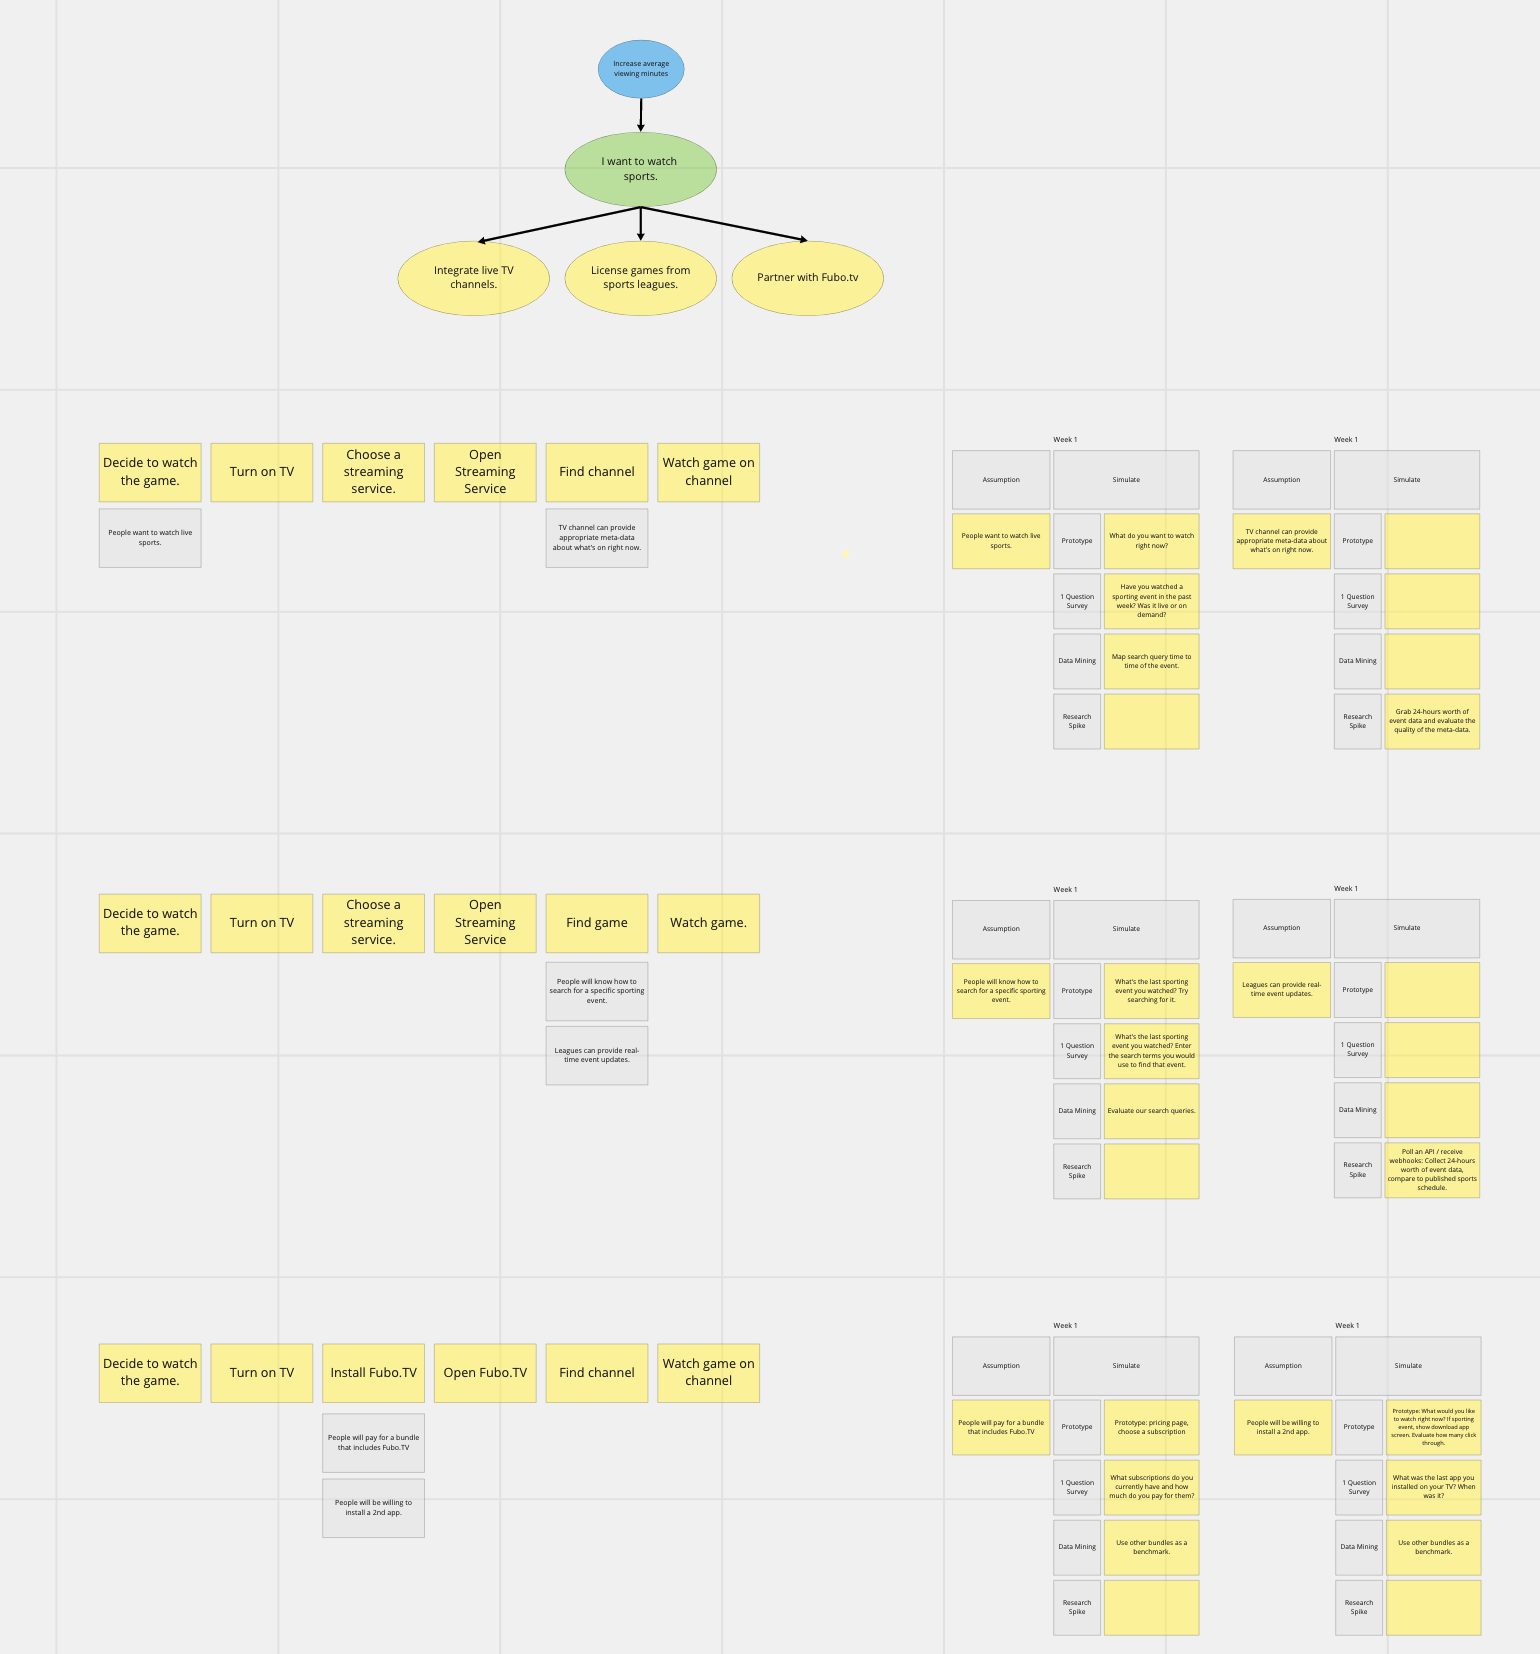 Increase average
viewing minutes
I want to watch
sports.
Integrate live TV
channels.
License games from
sports leagues.
Partner with Fubo.tv
Decide to watch
the game.
Turn on TV
Choose a
streaming
service.
Open
Streaming
Service
Find channel
Watch game on
channel
People want to watch live
sports.
TV channel can provide
appropriate meta-data
about what's on right now.
Week 1
Assumption
Simulate
People want to watch live
sports.
Prototype
What do you want to watch
right now?
1 Question
Survey
Have you watched a
sporting event in the past
week? Was it live or on
demand?
Data Mining
Map search query time to
time of the event.
Research
Spike
Week 1
Assumption
Simulate
TV channel can provide
appropriate meta-data about
what's on right now.
Prototype
1 Question
Survey
Data Mining
Research
Spike
Grab 24-hours worth of
event data and evaluate the
quality of the meta-data.
Decide to watch
the game.
Turn on TV
Choose a
streaming
service.
Open
Streaming
Service
Find game
Watch game.
People will know how to
search for a specific sporting
event.
Leagues can provide real-
time event updates.
Week 1
Assumption
Simulate
People will know how to
search for a specific sporting
event.
Prototype
What's the last sporting
event you watched? Try
searching for it.
1 Question
Survey
What's the last sporting
event you watched? Enter
the search terms you would
use to find that event.
Data Mining
Evaluate our search queries.
Research
Spike
Week 1
Assumption
Simulate
Leagues can provide real-
time event updates.
Prototype
1 Question
Survey
Data Mining
Research
Spike
Poll an API / receive
webhooks: Collect 24-hours
worth of event data,
compare to published sports
schedule.
Decide to watch
the game.
Turn on TV
Install Fubo.TV
Open Fubo.TV
Find channel
Watch game on
channel
People will pay for a bundle
that includes Fubo.TV
People will be willing to
install a 2nd app.
Week 1
Assumption
Simulate
People will pay for a bundle
that includes Fubo.TV
Prototype
Prototype: pricing page,
choose a subscription
1 Question
Survey
What subscriptions do you
currently have and how
much do you pay for them?
Data Mining
Use other bundles as a
benchmark.
Research
Spike
Week 1
Assumption
Simulate
People will be willing to
install a 2nd app.
Prototype
Prototype: What would you like
to watch right now? If sporting
event, show download app
screen. Evaluate how many click
through.
1 Question
Survey
What was the last app you
installed on your TV? When
was it?
Data Mining
Use other bundles as a
benchmark.
Research
Spike